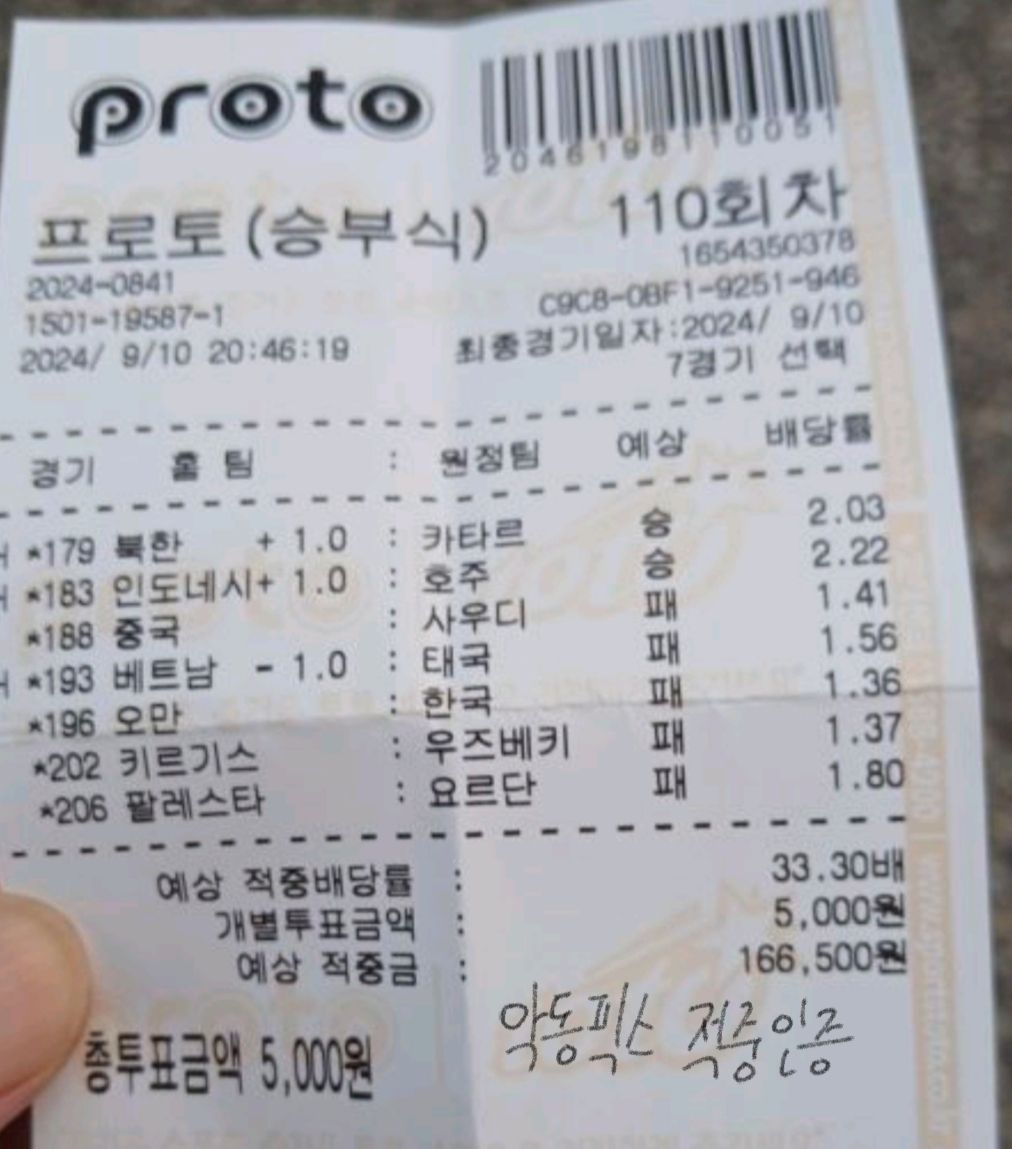 proto
2046198110051
프로토(승부식) 110회차
2024-0841 1654350378
1501-19587-1 C9C8-0BF1-9251-946
2024/ 9/10 20:46:19 최종경기일자:2024/ 9/10
7경기 선택
경기 홈 팀 : 원정팀 예상 배당률
*179 북한 + 1.0 : 카타르 승 2.03
*183 인도네시+ 1.0 : 호주 승 2.22
*188 중국 : 사우디 패 1.41
*193 베트남 - 1.0 : 태국 패 1.56
*196 오만 : 한국 패 1.36
*202 키르기스 : 우즈베키 패 1.37
*206 팔레스타 : 요르단 패 1.80
예상 적중배당률 : 33.30배
개별투표금액 : 5,000원
예상 적중금 : 166,500원
총투표금액 5,000원
악동픽스 적중인증